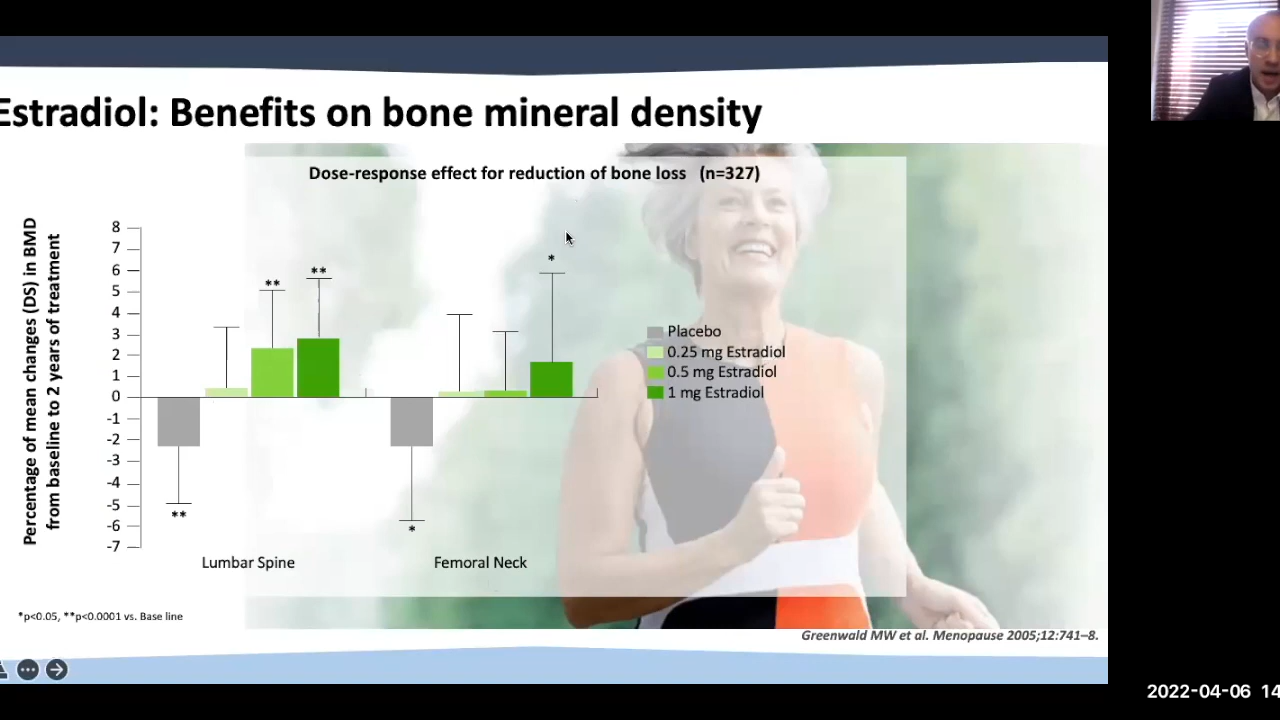 Estradiol: Benefits on bone mineral density
Dose-response effect for reduction of bone loss (n=327)
Percentage of mean changes (DS) in BMD
from baseline to 2 years of treatment
8
7
6
5
4
3
2
1
0
-1
-2
-3
-4
-5
-6
-7
**
**
**
*
*
Placebo
0.25 mg Estradiol
0.5 mg Estradiol
1 mg Estradiol
Lumbar Spine
Femoral Neck
*p<0.05, **p<0.0001 vs. Base line
Greenwald MW et al. Menopause 2005;12:741–8.
2022-04-06 14